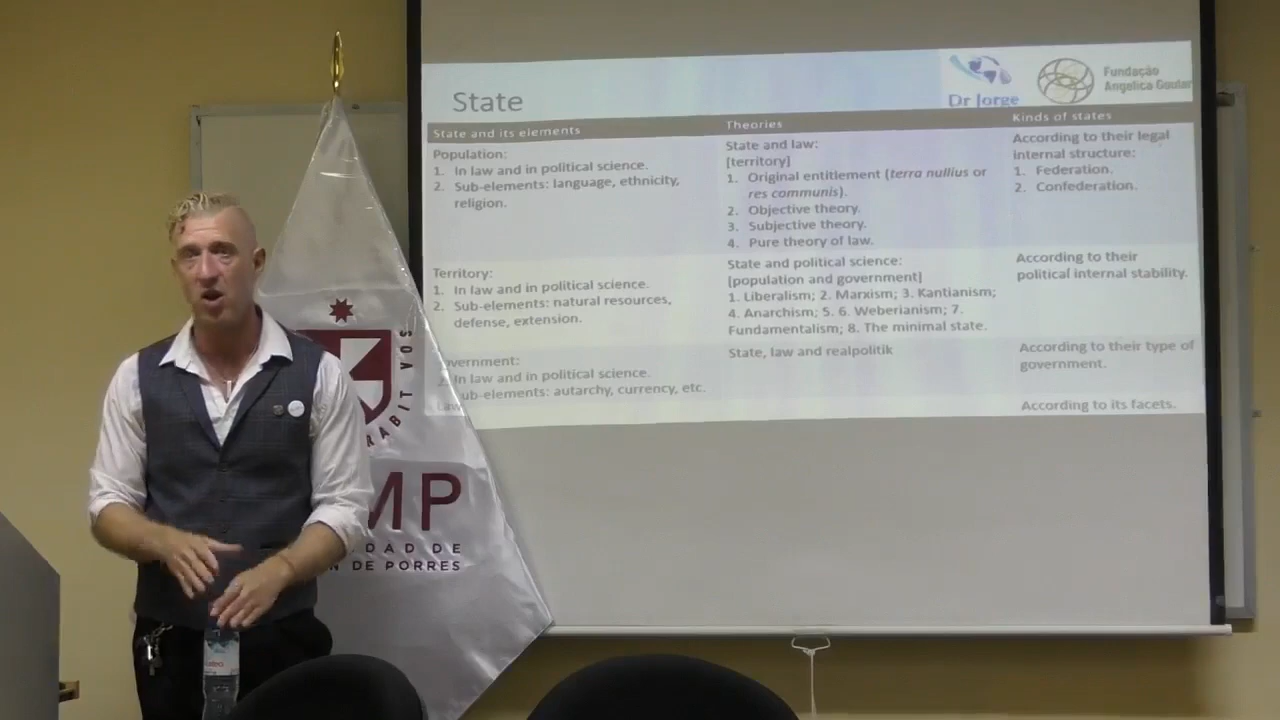 State
Dr Jorge
Fundação
Angelica Goular
State and its elements
Population:
1. In law and in political science.
2. Sub-elements: language, ethnicity,
religion.
Territory:
1. In law and in political science.
2. Sub-elements: natural resources,
defense, extension.
overnment:
In law and in political science.
ub-elements: autarchy, currency, etc.
Theories
State and law:
[territory]
1. Original entitlement (terra nullius or
res communis).
2. Objective theory.
3. Subjective theory.
4. Pure theory of law.
State and political science:
[population and government]
1. Liberalism; 2. Marxism; 3. Kantianism;
4. Anarchism; 5. 6. Weberianism; 7.
Fundamentalism; 8. The minimal state.
State, law and realpolitik
Kinds of states
According to their legal
internal structure:
1. Federation.
2. Confederation.
According to their
political internal stability.
According to their type of
government.
According to its facets.
RABIT VOS
MP
DAD DE
N DE PORRES